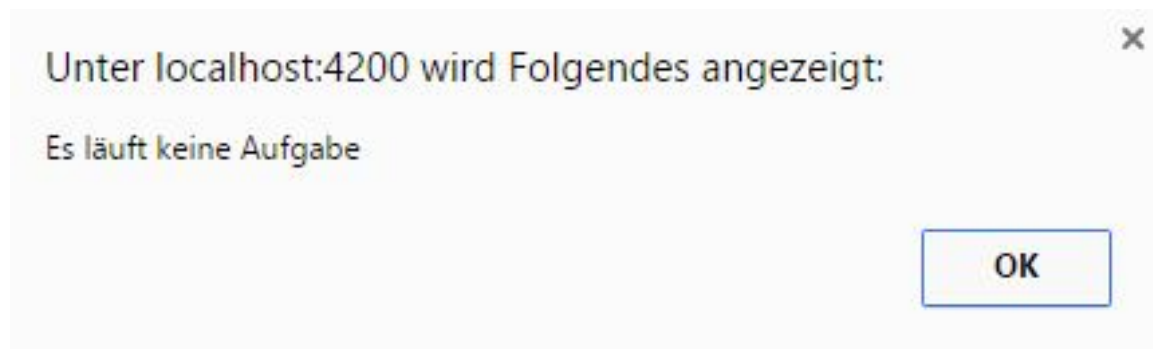 Unter localhost:4200 wird Folgendes angezeigt:
Es läuft keine Aufgabe
OK